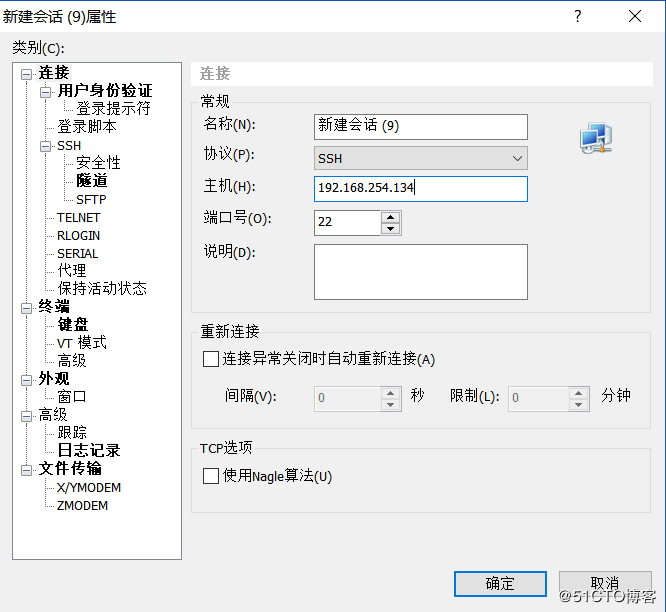 新建会话 (9)属性
?
类别(C):
连接
用户身份验证
登录提示符
登录脚本
SSH
安全性
隧道
SFTP
TELNET
RLOGIN
SERIAL
代理
保持活动状态
终端
键盘
VT 模式
高级
外观
窗口
高级
跟踪
日志记录
文件传输
X/YMODEM
ZMODEM
连接
常规
名称(N):
新建会话 (9)
协议(P):
SSH
主机(H):
192.168.254.134
端口号(O):
22
说明(D):
重新连接
连接异常关闭时自动重新连接(A)
间隔(V):
0
秒
限制(L):
0
分钟
TCP选项
使用Nagle算法(U)
确定
取消
@51CTO博客